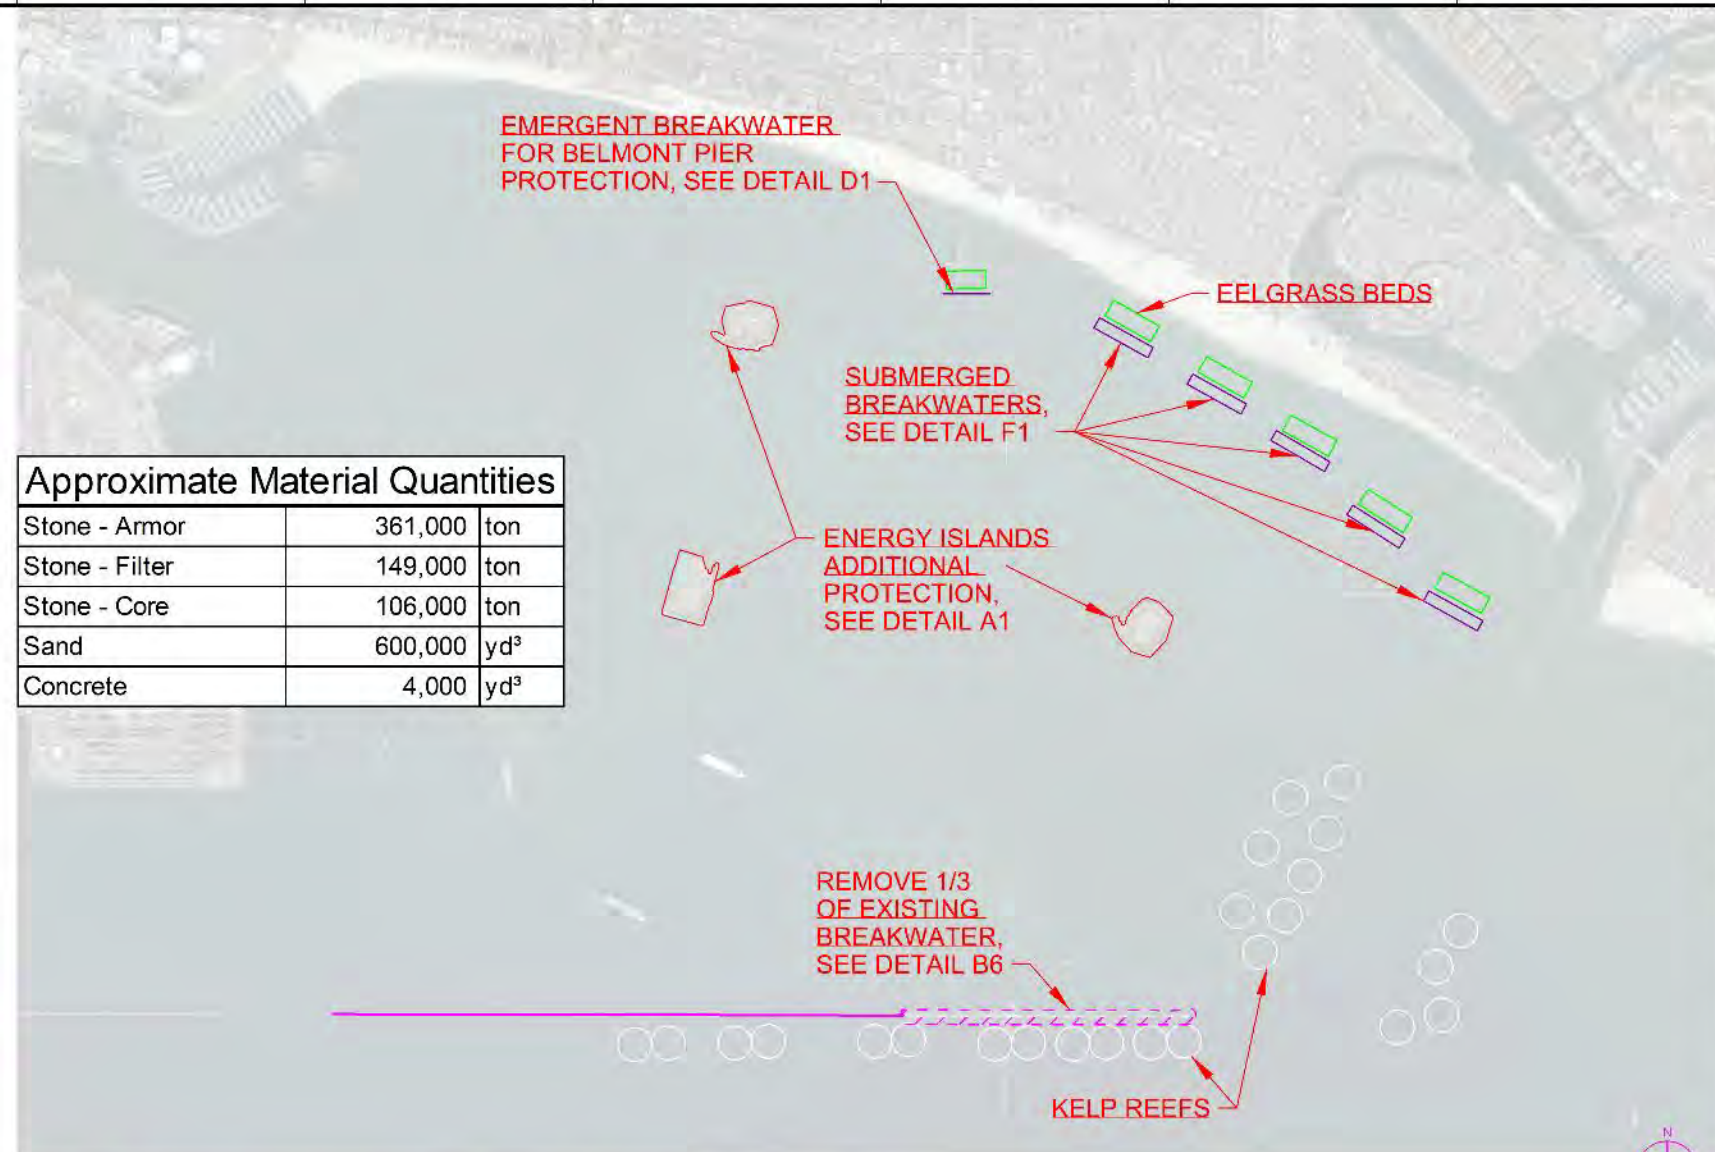 EMERGENT BREAKWATER
FOR BELMONT PIER
PROTECTION, SEE DETAIL D1
EELGRASS BEDS
SUBMERGED
BREAKWATERS,
SEE DETAIL F1
Approximate Material Quantities
Stone - Armor 361,000 ton
Stone - Filter 149,000 ton
Stone - Core 106,000 ton
Sand 600,000 yd³
Concrete 4,000 yd³
ENERGY ISLANDS
ADDITIONAL
PROTECTION,
SEE DETAIL A1
REMOVE 1/3
OF EXISTING
BREAKWATER,
SEE DETAIL B6
KELP REEFS
N